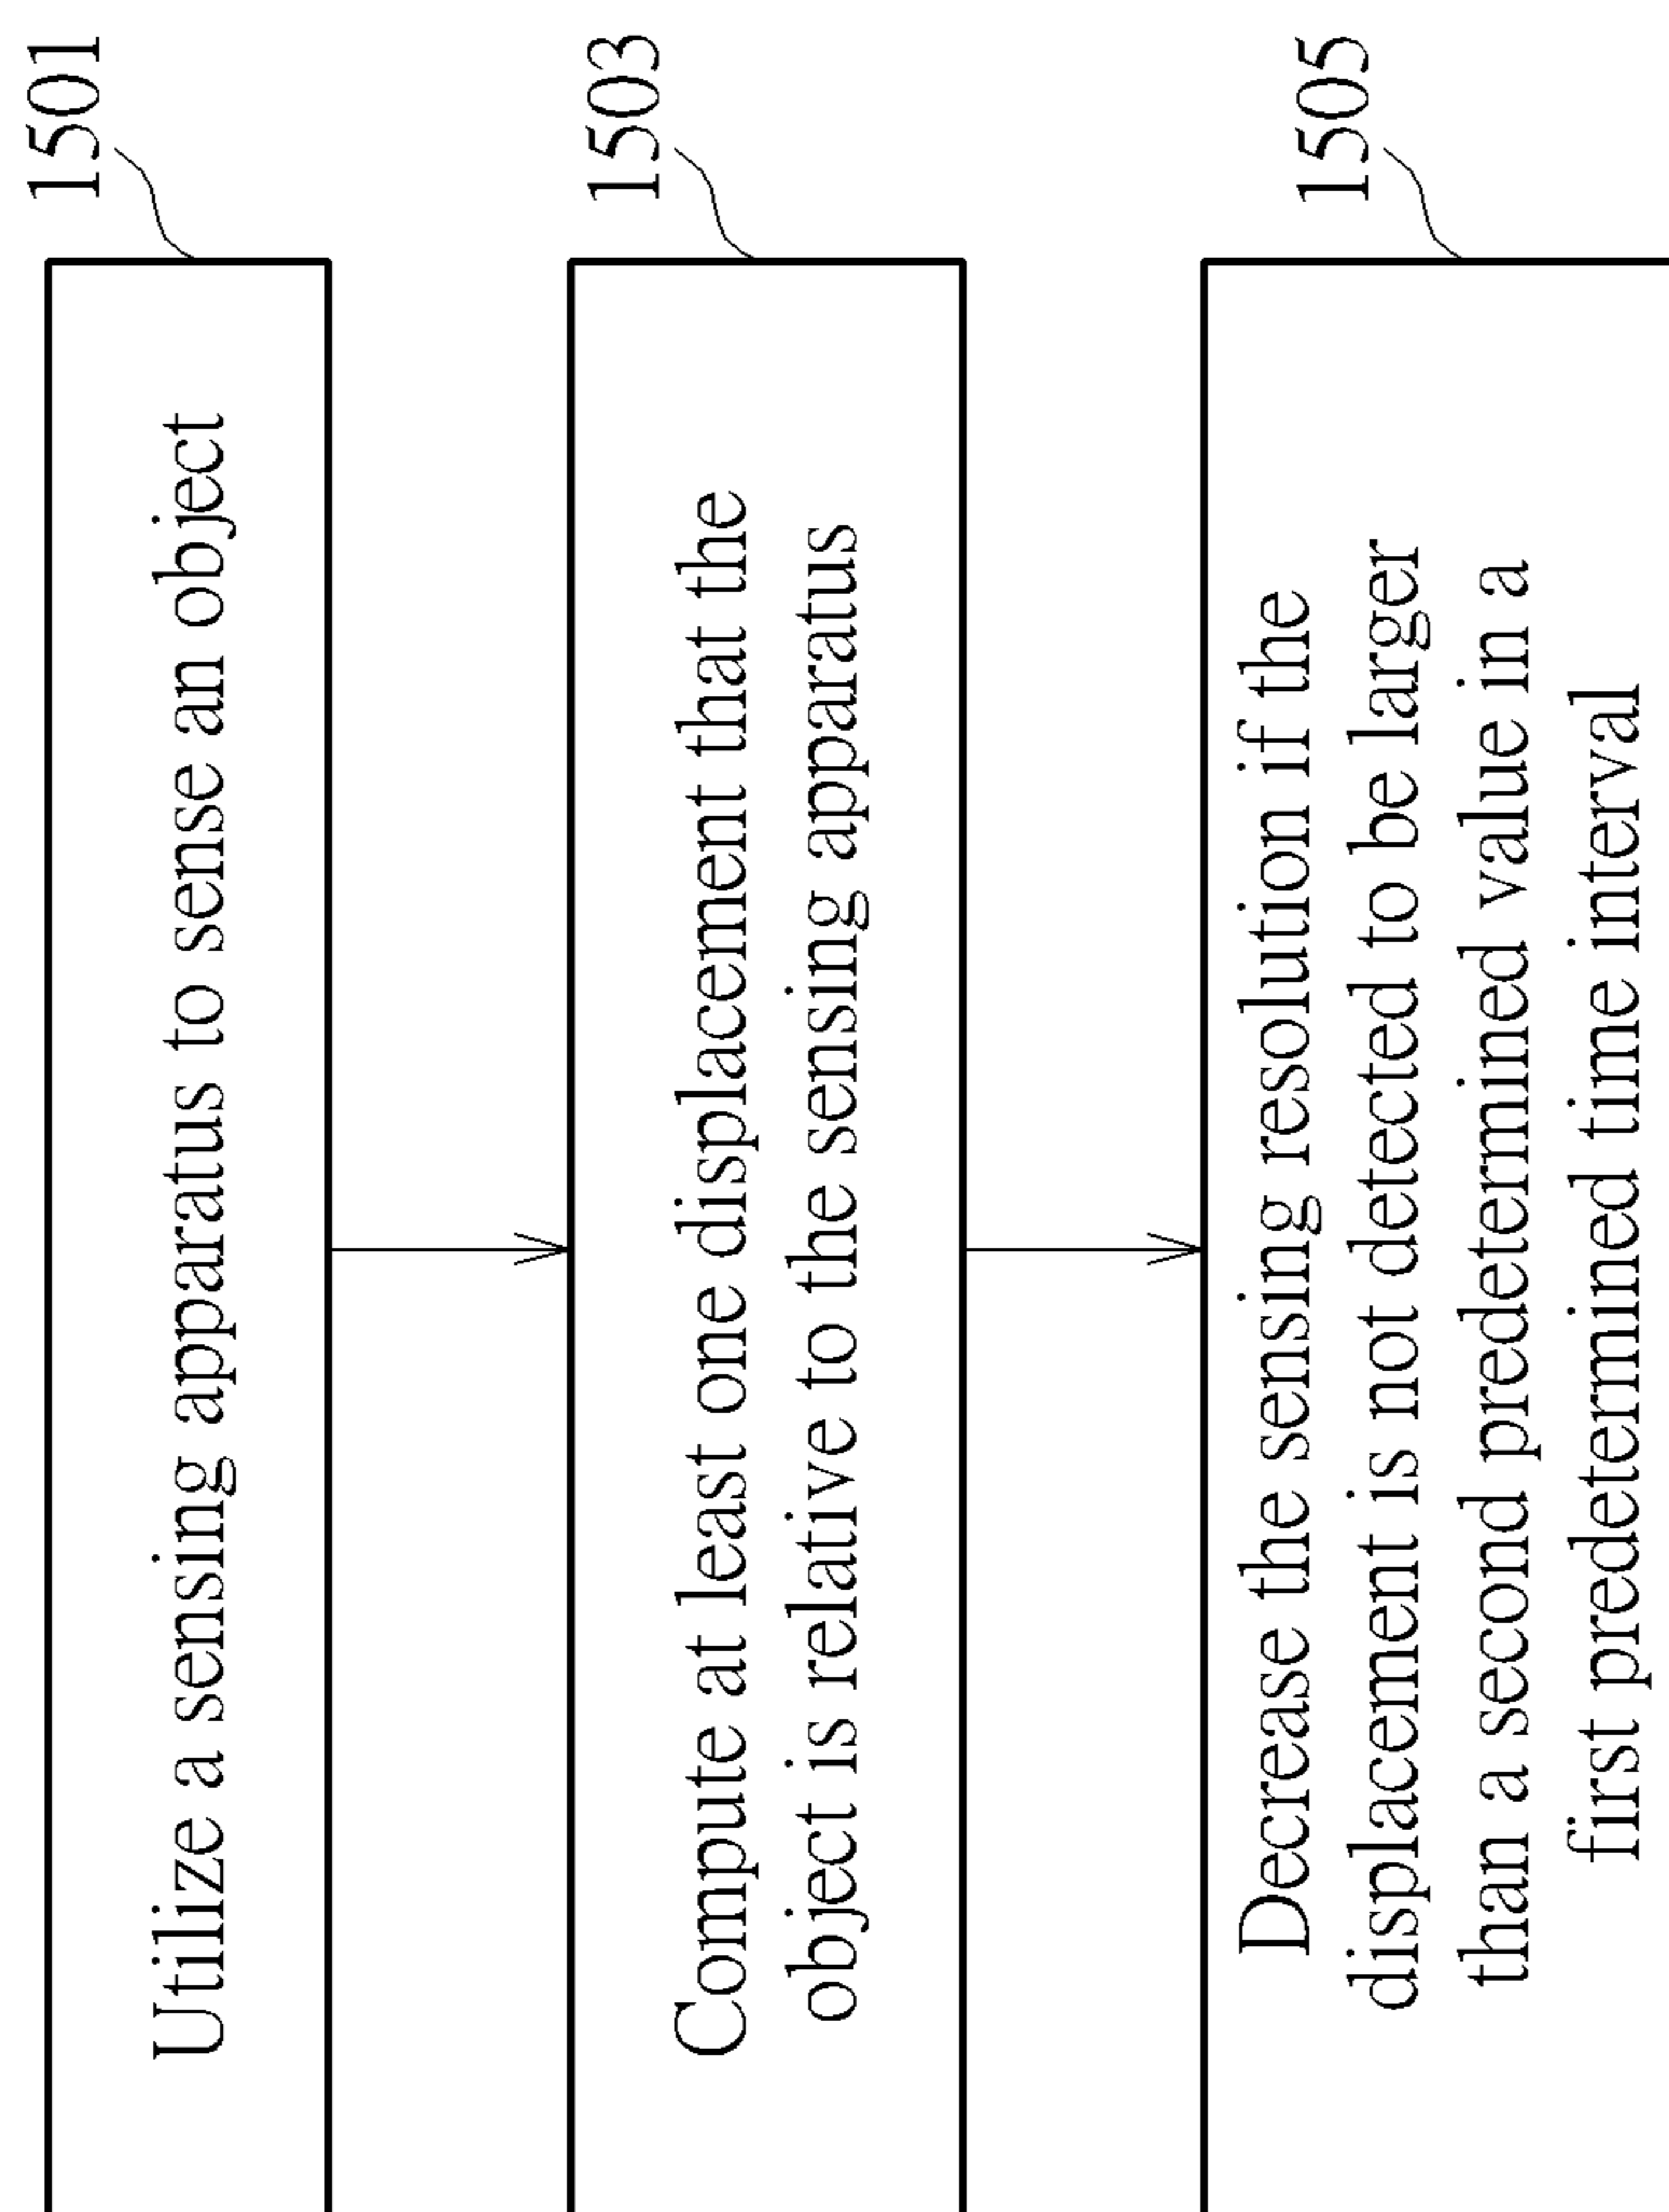 1501
Utilize a sensing apparatus to sense an object
1503
Compute at least one displacement that the
object is relative to the sensing apparatus
1505
Decrease the sensing resolution if the
displacement is not detected to be larger
than a second predetermined value in a
first predetermined time interval